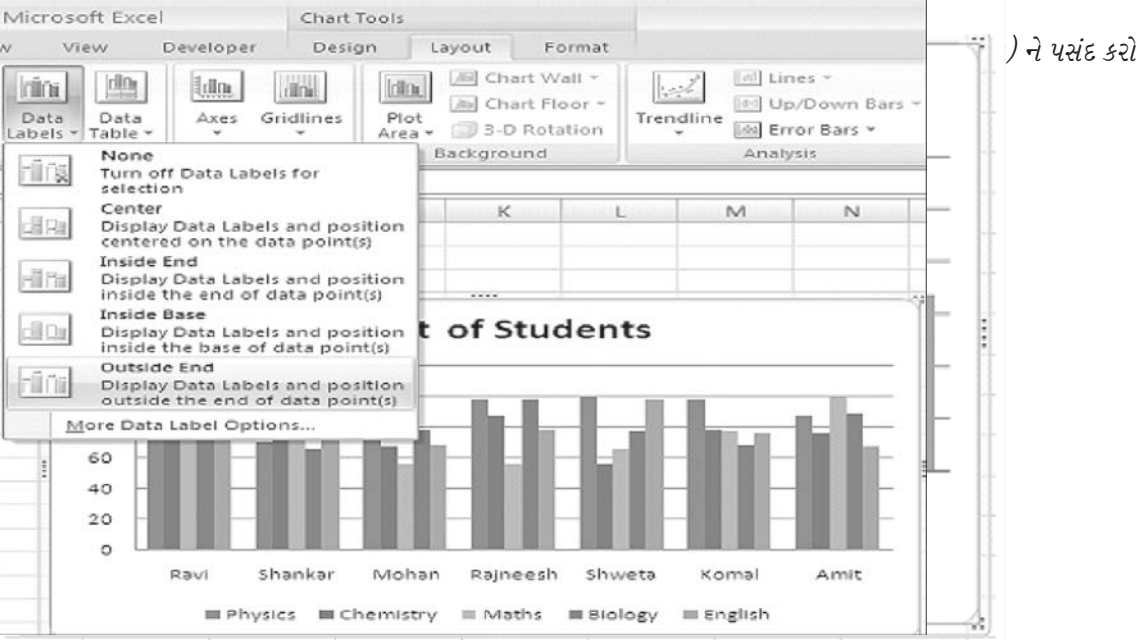 Microsoft Excel Chart Tools
View Developer Design Layout Format
) ને પસંદ કરો
Data Labels
Data Table
Axes
Gridlines
Plot Area
Chart Wall
Chart Floor
3-D Rotation
Trendline
Lines
Up/Down Bars
Error Bars
Background
Analysis
None
Turn off Data Labels for
selection
Center
Display Data Labels and position
centered on the data point(s)
Inside End
Display Data Labels and position
inside the end of data point(s)
Inside Base
Display Data Labels and position
inside the base of data point(s)
Outside End
Display Data Labels and position
outside the end of data point(s)
More Data Label Options...
K L M N
t of Students
60
40
20
0
Ravi Shankar Mohan Rajneesh Shweta Komal Amit
Physics Chemistry Maths Biology English